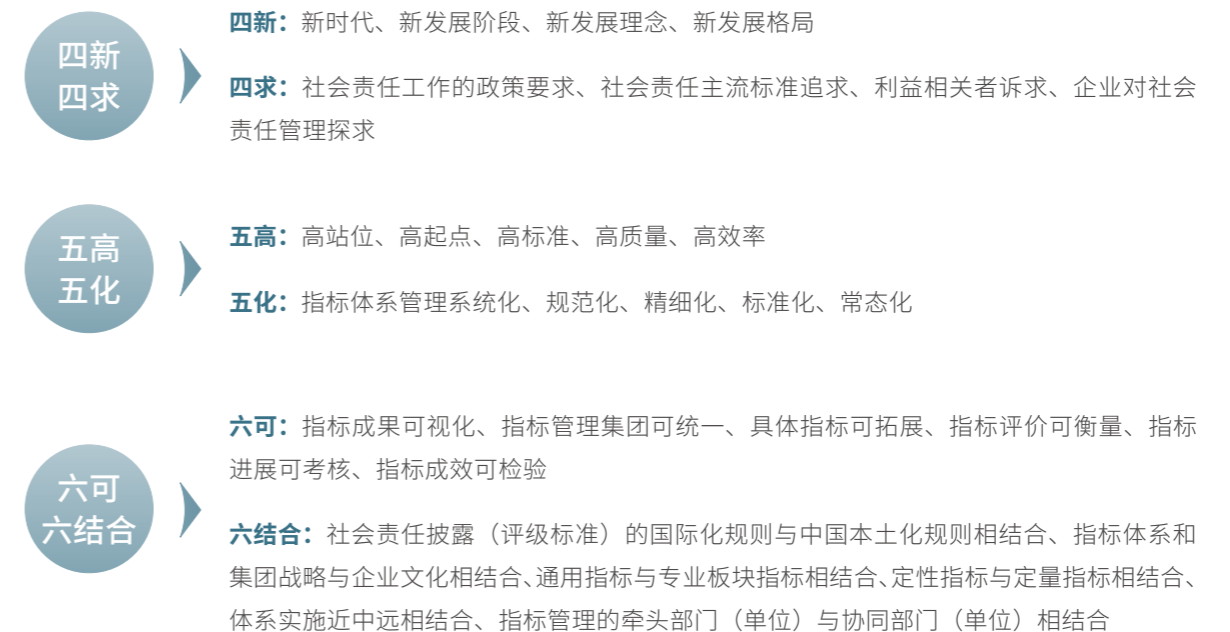 四新
四求
四新：新时代、新发展阶段、新发展理念、新发展格局
四求：社会责任工作的政策要求、社会责任主流标准追求、利益相关者诉求、企业对社会
责任管理探求
五高
五化
五高：高站位、高起点、高标准、高质量、高效率
五化：指标体系管理系统化、规范化、精细化、标准化、常态化
六可
六结合
六可：指标成果可视化、指标管理集团可统一、具体指标可拓展、指标评价可衡量、指标
进展可考核、指标成效可检验
六结合：社会责任披露（评级标准）的国际化规则与中国本土化规则相结合、指标体系和
集团战略与企业文化相结合、通用指标与专业板块指标相结合、定性指标与定量指标相结合、
体系实施近中远相结合、指标管理的牵头部门（单位）与协同部门（单位）相结合